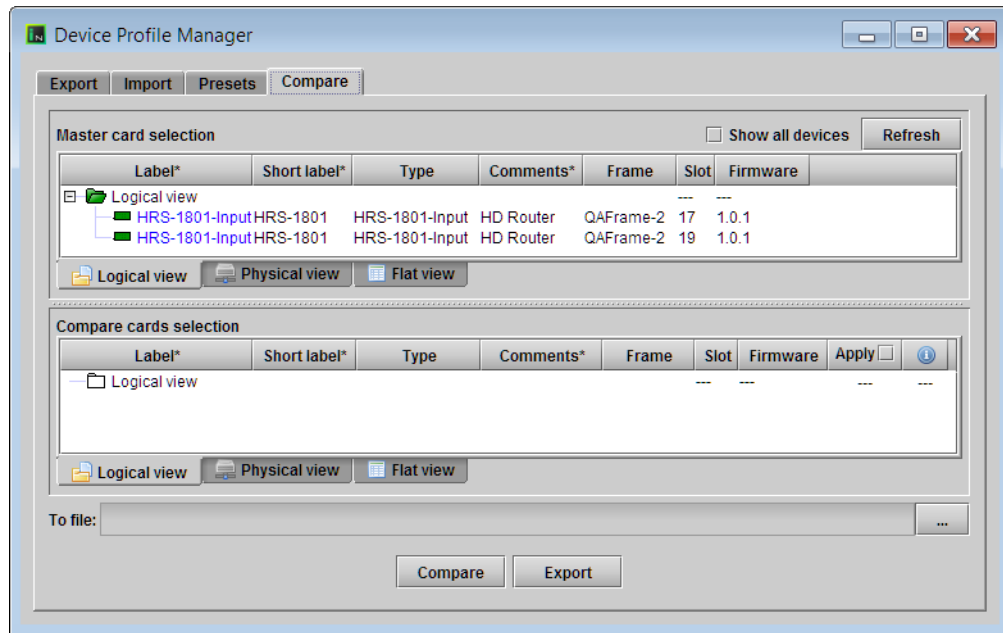 iN Device Profile Manager
Export Import Presets Compare
Master card selection Show all devices Refresh
Label* Short label* Type Comments* Frame Slot Firmware
Logical view --- ---
HRS-1801-Input HRS-1801 HRS-1801-Input HD Router QAFrame-2 17 1.0.1
HRS-1801-Input HRS-1801 HRS-1801-Input HD Router QAFrame-2 19 1.0.1
Logical view Physical view Flat view
Compare cards selection
Label* Short label* Type Comments* Frame Slot Firmware Apply i
Logical view --- --- --- ---
Logical view Physical view Flat view
To file: ...
Compare Export